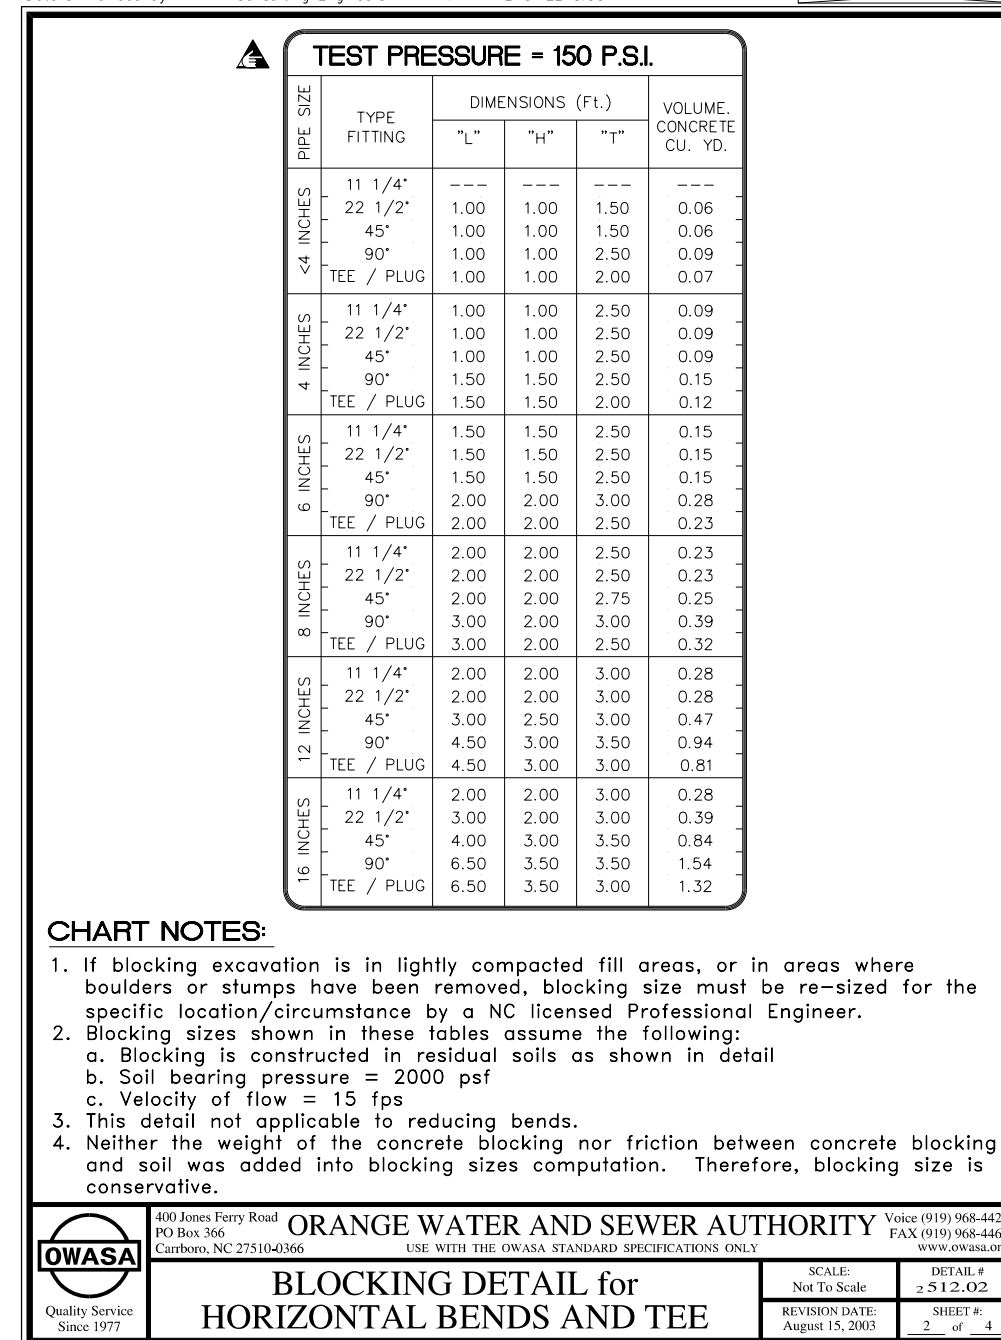 TEST PRESSURE = 150 P.S.I.
PIPE SIZE
TYPE FITTING
DIMENSIONS (Ft.)
VOLUME. CONCRETE CU. YD.
"L" "H" "T"
<4 INCHES
11 1/4° --- --- --- ---
22 1/2° 1.00 1.00 1.50 0.06
45° 1.00 1.00 1.50 0.06
90° 1.00 1.00 2.50 0.09
TEE / PLUG 1.00 1.00 2.00 0.07
4 INCHES
11 1/4° 1.00 1.00 2.50 0.09
22 1/2° 1.00 1.00 2.50 0.09
45° 1.00 1.00 2.50 0.09
90° 1.50 1.50 2.50 0.15
TEE / PLUG 1.50 1.50 2.00 0.12
6 INCHES
11 1/4° 1.50 1.50 2.50 0.15
22 1/2° 1.50 1.50 2.50 0.15
45° 1.50 1.50 2.50 0.15
90° 2.00 2.00 3.00 0.28
TEE / PLUG 2.00 2.00 2.50 0.23
8 INCHES
11 1/4° 2.00 2.00 2.50 0.23
22 1/2° 2.00 2.00 2.50 0.23
45° 2.00 2.00 2.75 0.25
90° 3.00 2.00 3.00 0.39
TEE / PLUG 3.00 2.00 2.50 0.32
12 INCHES
11 1/4° 2.00 2.00 3.00 0.28
22 1/2° 2.00 2.00 3.00 0.28
45° 3.00 2.50 3.00 0.47
90° 4.50 3.00 3.50 0.94
TEE / PLUG 4.50 3.00 3.00 0.81
16 INCHES
11 1/4° 2.00 2.00 3.00 0.28
22 1/2° 3.00 2.00 3.00 0.39
45° 4.00 3.00 3.50 0.84
90° 6.50 3.50 3.50 1.54
TEE / PLUG 6.50 3.50 3.00 1.32
CHART NOTES:
1. If blocking excavation is in lightly compacted fill areas, or in areas where
boulders or stumps have been removed, blocking size must be re-sized for the
specific location/circumstance by a NC licensed Professional Engineer.
2. Blocking sizes shown in these tables assume the following:
a. Blocking is constructed in residual soils as shown in detail
b. Soil bearing pressure = 2000 psf
c. Velocity of flow = 15 fps
3. This detail not applicable to reducing bends.
4. Neither the weight of the concrete blocking nor friction between concrete blocking
and soil was added into blocking sizes computation. Therefore, blocking size is
conservative.
OWASA
Quality Service
Since 1977
400 Jones Ferry Road
PO Box 366
Carrboro, NC 27510-0366
ORANGE WATER AND SEWER AUTHORITY
USE WITH THE OWASA STANDARD SPECIFICATIONS ONLY
Voice (919) 968-442
FAX (919) 968-446
www.owasa.or
BLOCKING DETAIL for
HORIZONTAL BENDS AND TEE
SCALE:
Not To Scale
REVISION DATE:
August 15, 2003
DETAIL #
2 512.02
SHEET #:
2 of 4